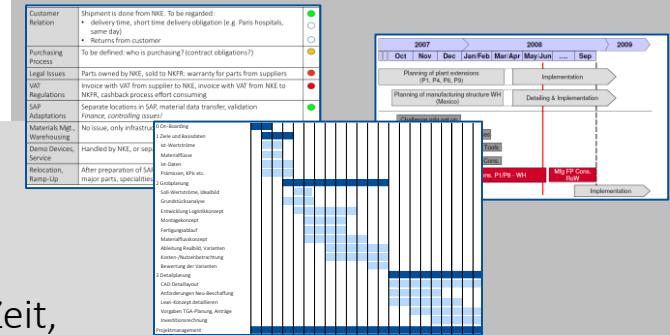 Customer Relation
Shipment is done from NKE. To be regarded:
• delivery time, short time delivery obligation (e.g. Paris hospitals, same day)
• Returns from customer
Purchasing Process
To be defined: who is purchasing? (contract obligations?)
Legal Issues
Parts owned by NKE, sold to NKFR: warranty for parts from suppliers
VAT Regulations
Invoice with VAT from supplier to NKE, invoice with VAT from NKE to NKFR, cashback process effort consuming
SAP Adaptations
Separate locations in SAP, material data transfer, validation
Finance, controlling issues!
Materials Mgt., Warehousing
No issue, only infrastruc
Demo Devices, Service
Handled by NKE, or sepa
Relocation, Ramp-Up
After preparation of SAP
major parts, specialities
2007
2008
2009
Oct
Nov
Dec
Jan/Feb
Mar/Apr
May/Jun
....
Sep
Planning of plant extensions
(P1, P4, P8, P9)
Implementation
Planning of manufacturing structure WH
(Mexico)
Detailing & Implementation
Tools
Cons.
ns. P1/P8 - WH
Mfg FP Cons.
RoW
Implementation
0 On-Boarding
1 Ziele und Basisdaten
Ist-Wertströme
Materialflüsse
Ist-Daten
Prämissen, KPIs etc.
2 Grobplanung
Soll-Wertströme, Idealbild
Grundstücksanalyse
Entwicklung Logistikkonzept
Montagekonzept
Fertigungsablauf
Materialflusskonzept
Ableitung Realbild, Varianten
Kosten-/Nutzenbetrachtung
Bewertung der Varianten
3 Detailplanung
CAD Detaillayout
Anforderungen Neu-Beschaffung
Lean-Konzept detaillieren
Vorgaben TGA-Planung, Anträge
Investitionsrechnung
Projektmanagement
Zeit,